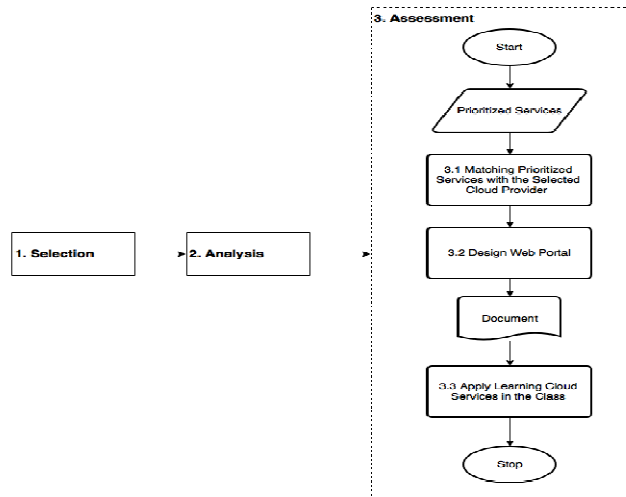 3. Assessment
Start
Prioritized Services
3.1 Matching Prioritized
Services with the Selected
Cloud Provider
1. Selection
2. Analysis
3.2 Design Web Portal
Document
3.3 Apply Learning Cloud
Services in the Class
Stop